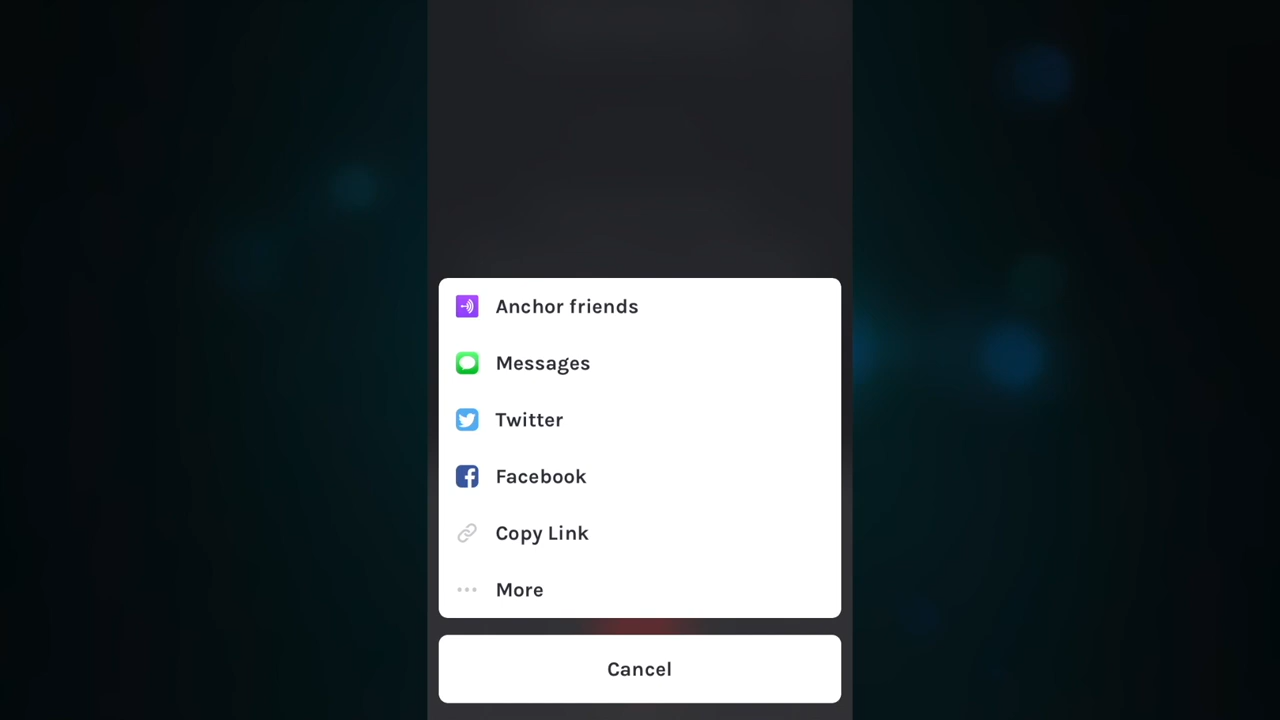 Anchor friends
Messages
Twitter
Facebook
Copy Link
More
Cancel